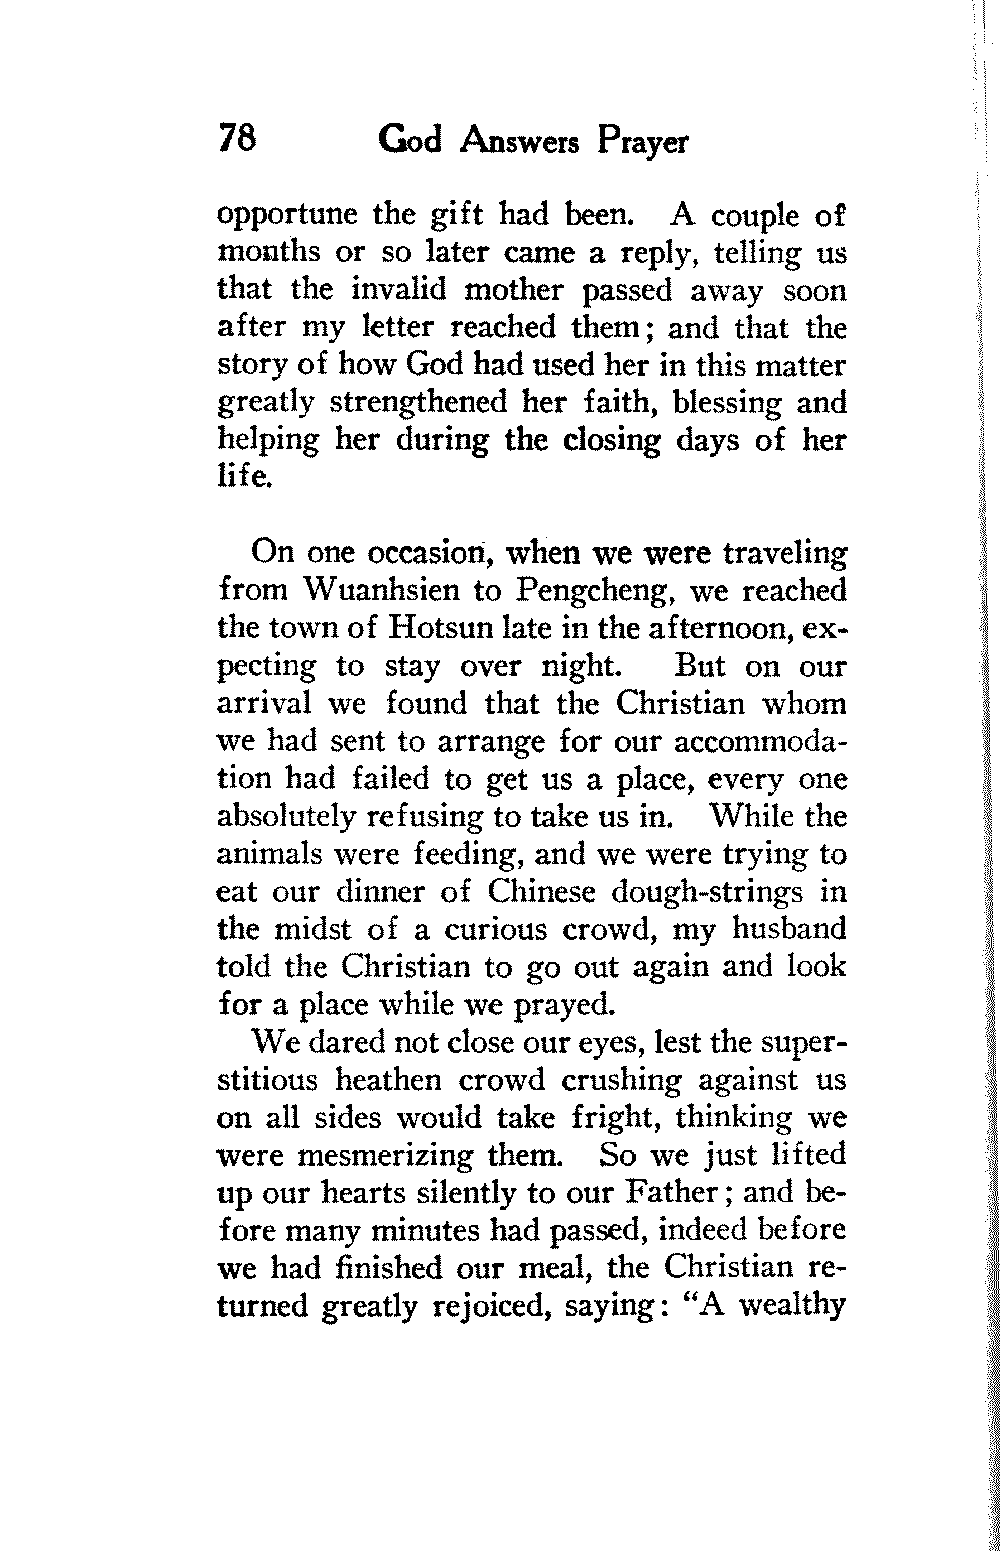 78 God Answers Prayer
opportune the gift had been. A couple of
months or so later came a reply, telling us
that the invalid mother passed away soon
after my letter reached them; and that the
story of how God had used her in this matter
greatly strengthened her faith, blessing and
helping her during the closing days of her
life.
On one occasion, when we were traveling
from Wuanhsien to Pengcheng, we reached
the town of Hotsun late in the afternoon, ex-
pecting to stay over night. But on our
arrival we found that the Christian whom
we had sent to arrange for our accommoda-
tion had failed to get us a place, every one
absolutely refusing to take us in. While the
animals were feeding, and we were trying to
eat our dinner of Chinese dough-strings in
the midst of a curious crowd, my husband
told the Christian to go out again and look
for a place while we prayed.
We dared not close our eyes, lest the super-
stitious heathen crowd crushing against us
on all sides would take fright, thinking we
were mesmerizing them. So we just lifted
up our hearts silently to our Father; and be-
fore many minutes had passed, indeed before
we had finished our meal, the Christian re-
turned greatly rejoiced, saying: “A wealthy